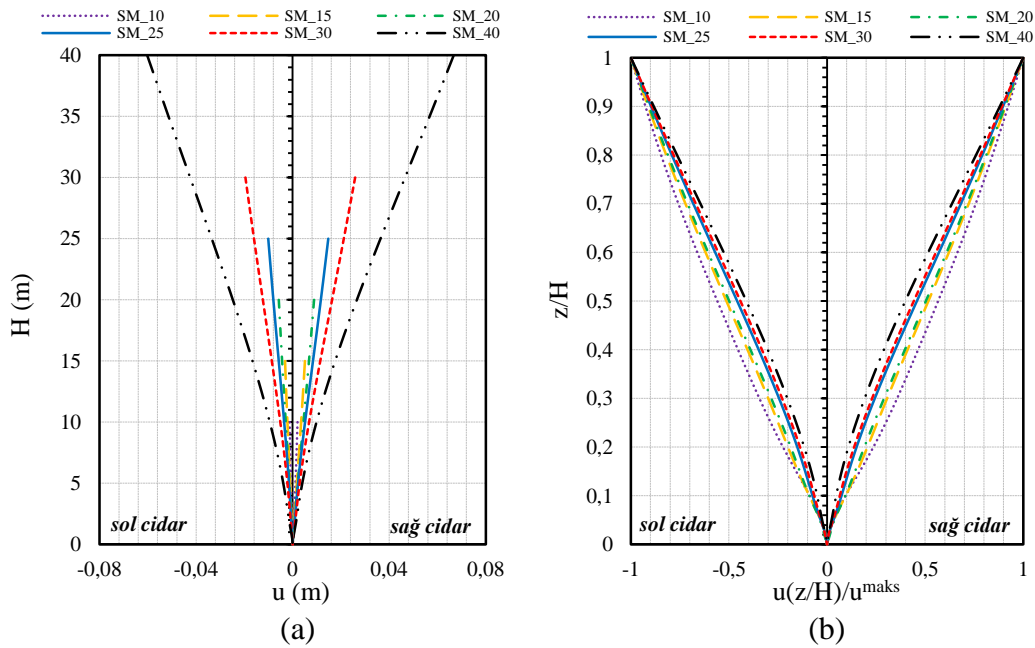 SM_10 SM_15 SM_20
SM_25 SM_30 SM_40
H (m)
40
35
30
25
20
15
10
5
0
sol cidar
sağ cidar
-0,08 -0,04 0 0,04 0,08
u (m)
(a)
SM_10 SM_15 SM_20
SM_25 SM_30 SM_40
z/H
1
0,9
0,8
0,7
0,6
0,5
0,4
0,3
0,2
0,1
0
sol cidar
sağ cidar
-1 -0,5 0 0,5 1
u(z/H)/u^maks
(b)